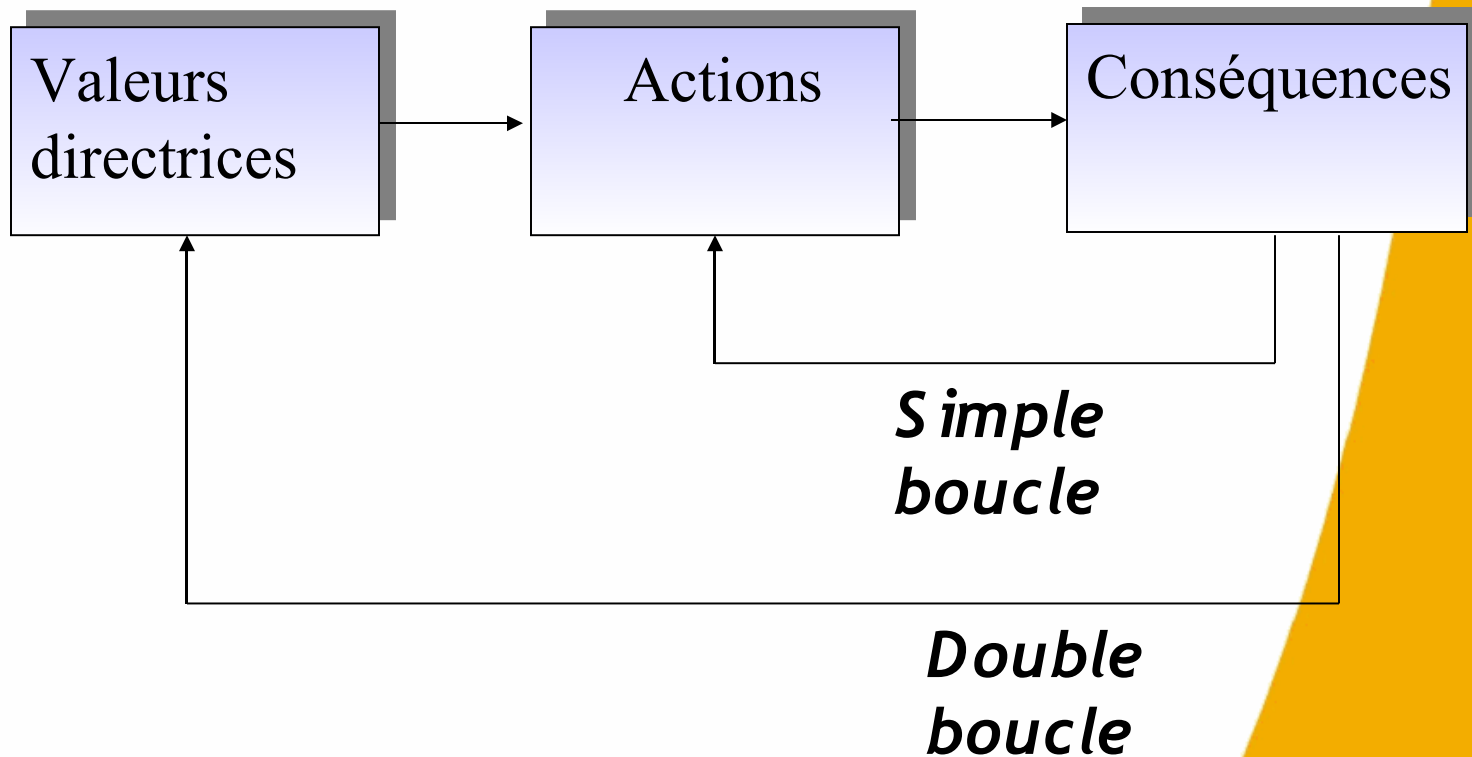 Valeurs
directrices
Actions
Conséquences
Simple
boucle
Double
boucle